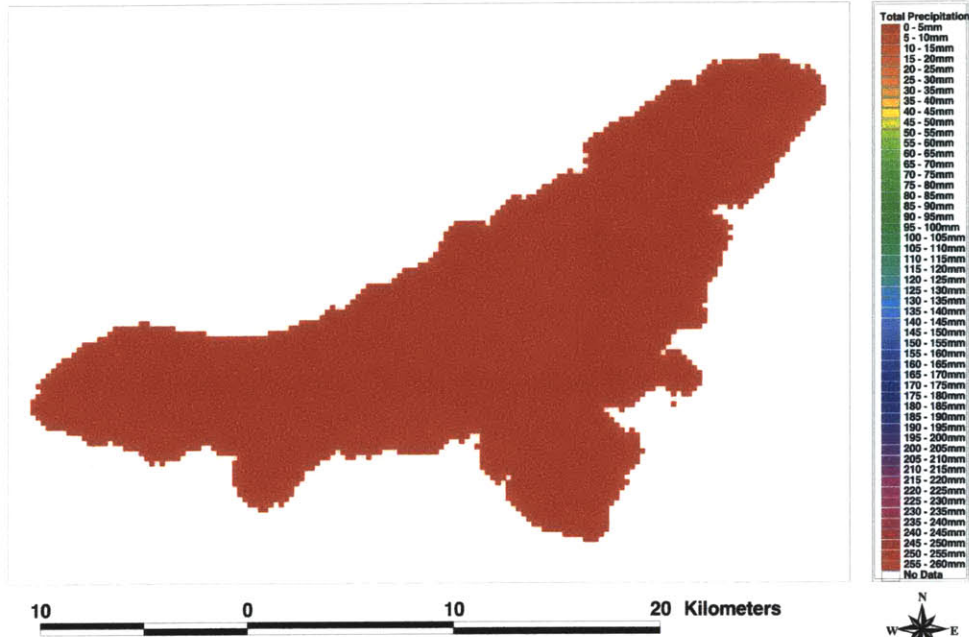 Total Precipitation
0 - 5mm
5 - 10mm
10 - 15mm
15 - 20mm
20 - 25mm
25 - 30mm
30 - 35mm
35 - 40mm
40 - 45mm
45 - 50mm
50 - 55mm
55 - 60mm
60 - 65mm
65 - 70mm
70 - 75mm
75 - 80mm
80 - 85mm
85 - 90mm
90 - 95mm
95 - 100mm
100 - 105mm
105 - 110mm
110 - 115mm
115 - 120mm
120 - 125mm
125 - 130mm
130 - 135mm
135 - 140mm
140 - 145mm
145 - 150mm
150 - 155mm
155 - 160mm
160 - 165mm
165 - 170mm
170 - 175mm
175 - 180mm
180 - 185mm
185 - 190mm
190 - 195mm
195 - 200mm
200 - 205mm
205 - 210mm
210 - 215mm
215 - 220mm
220 - 225mm
225 - 230mm
230 - 235mm
235 - 240mm
240 - 245mm
245 - 250mm
250 - 255mm
255 - 260mm
No Data
10 0 10 20 Kilometers
N
W E